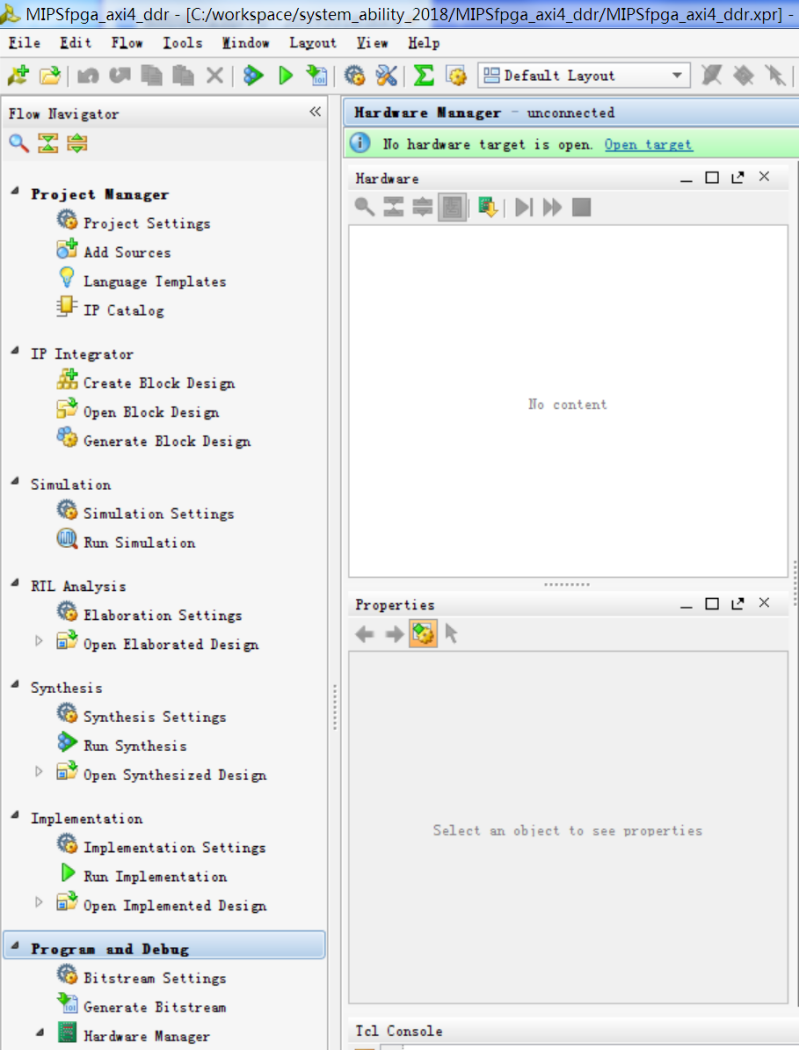 MIPSfpga_axi4_ddr - [C:/workspace/system_ability_2018/MIPSfpga_axi4_ddr/MIPSfpga_axi4_ddr.xpr] -
File Edit Flow Tools Window Layout View Help
Default Layout
Flow Navigator
Project Manager
Project Settings
Add Sources
Language Templates
IP Catalog
IP Integrator
Create Block Design
Open Block Design
Generate Block Design
Simulation
Simulation Settings
Run Simulation
RTL Analysis
Elaboration Settings
Open Elaborated Design
Synthesis
Synthesis Settings
Run Synthesis
Open Synthesized Design
Implementation
Implementation Settings
Run Implementation
Open Implemented Design
Program and Debug
Bitstream Settings
Generate Bitstream
Hardware Manager
Hardware Manager - unconnected
No hardware target is open. Open target
Hardware
No content
Properties
Select an object to see properties
Tcl Console